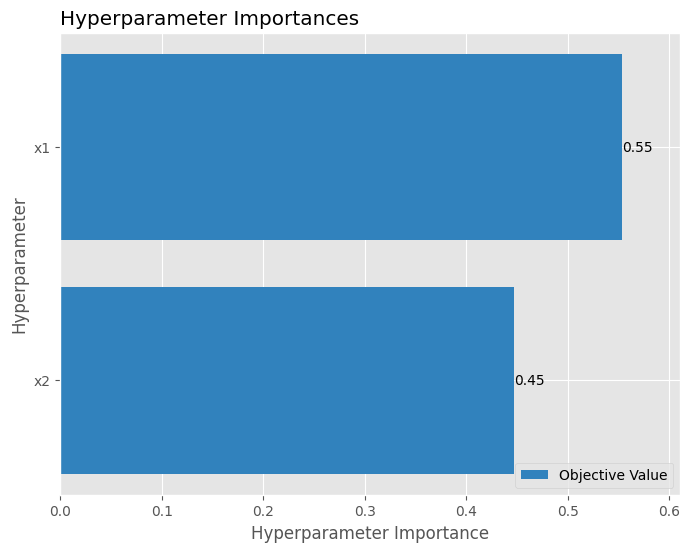 Hyperparameter Importances
Hyperparameter
x1
0.55
x2
0.45
Objective Value
0.0 0.1 0.2 0.3 0.4 0.5 0.6
Hyperparameter Importance